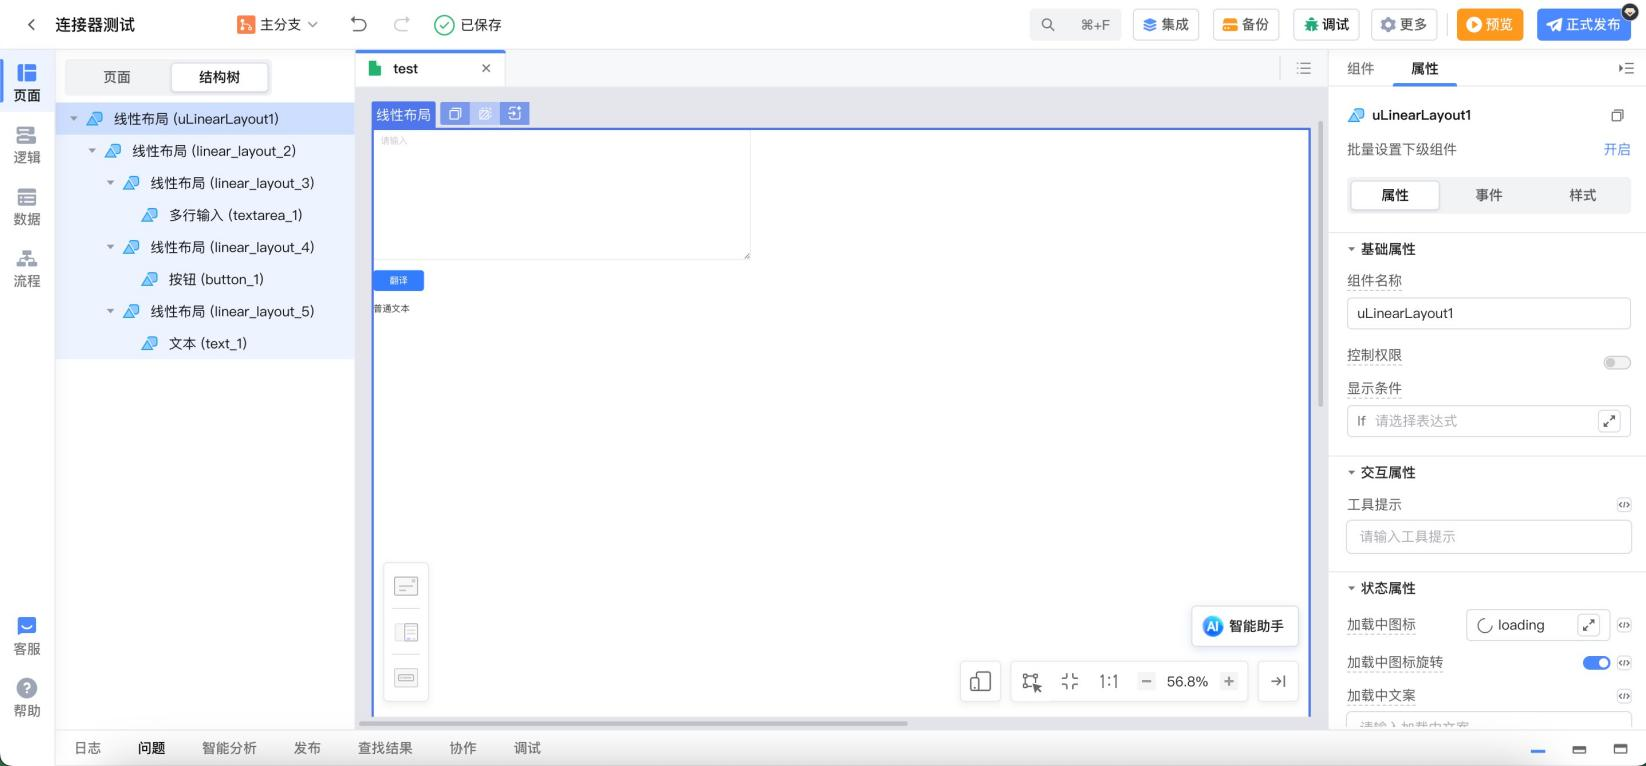 连接器测试
主分支
已保存
⌘+F
集成
备份
调试
更多
预览
正式发布
页面
逻辑
数据
流程
客服
帮助
页面
结构树
线性布局 (uLinearLayout1)
线性布局 (linear_layout_2)
线性布局 (linear_layout_3)
多行输入 (textarea_1)
线性布局 (linear_layout_4)
按钮 (button_1)
线性布局 (linear_layout_5)
文本 (text_1)
test
线性布局
请输入
翻译
普通文本
AI 智能助手
1:1
56.8%
组件
属性
uLinearLayout1
批量设置下级组件
开启
属性
事件
样式
基础属性
组件名称
uLinearLayout1
控制权限
显示条件
If 请选择表达式
交互属性
工具提示
请输入工具提示
状态属性
加载中图标
loading
加载中图标旋转
加载中文案
请输入加载中文案
日志
问题
智能分析
发布
查找结果
协作
调试